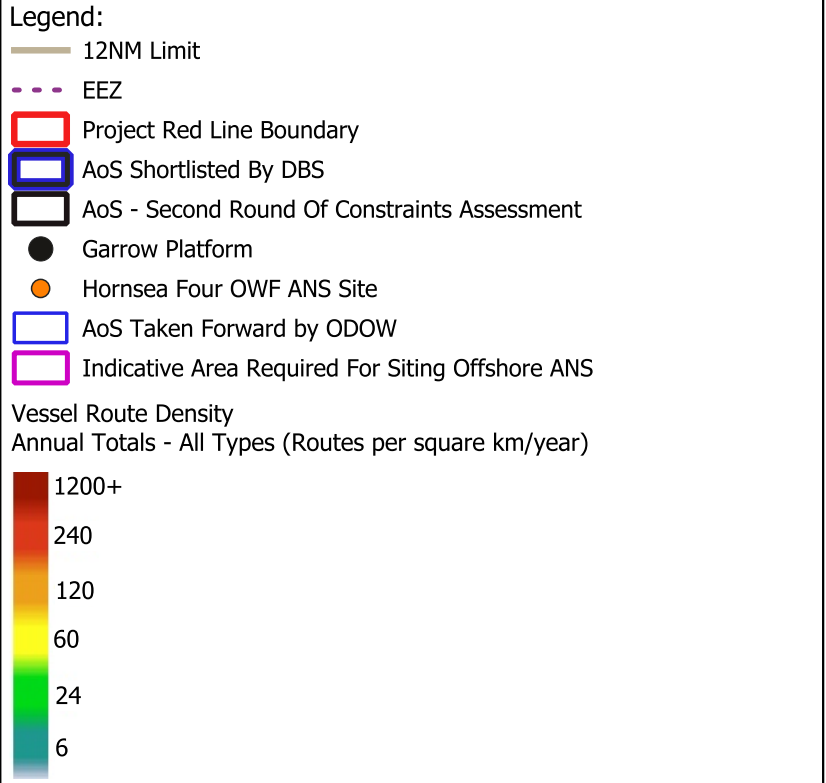 Legend:
12NM Limit
EEZ
Project Red Line Boundary
AoS Shortlisted By DBS
AoS - Second Round Of Constraints Assessment
Garrow Platform
Hornsea Four OWF ANS Site
AoS Taken Forward by ODOW
Indicative Area Required For Siting Offshore ANS
Vessel Route Density
Annual Totals - All Types (Routes per square km/year)
1200+
240
120
60
24
6